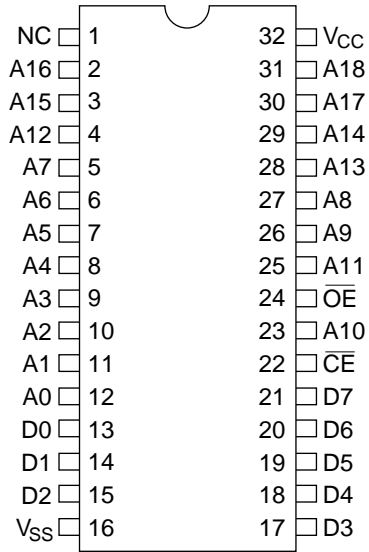 NC 1 32 VCC
A16 2 31 A18
A15 3 30 A17
A12 4 29 A14
A7 5 28 A13
A6 6 27 A8
A5 7 26 A9
A4 8 25 A11
A3 9 24 O̅E̅
A2 10 23 A10
A1 11 22 C̅E̅
A0 12 21 D7
D0 13 20 D6
D1 14 19 D5
D2 15 18 D4
VSS 16 17 D3